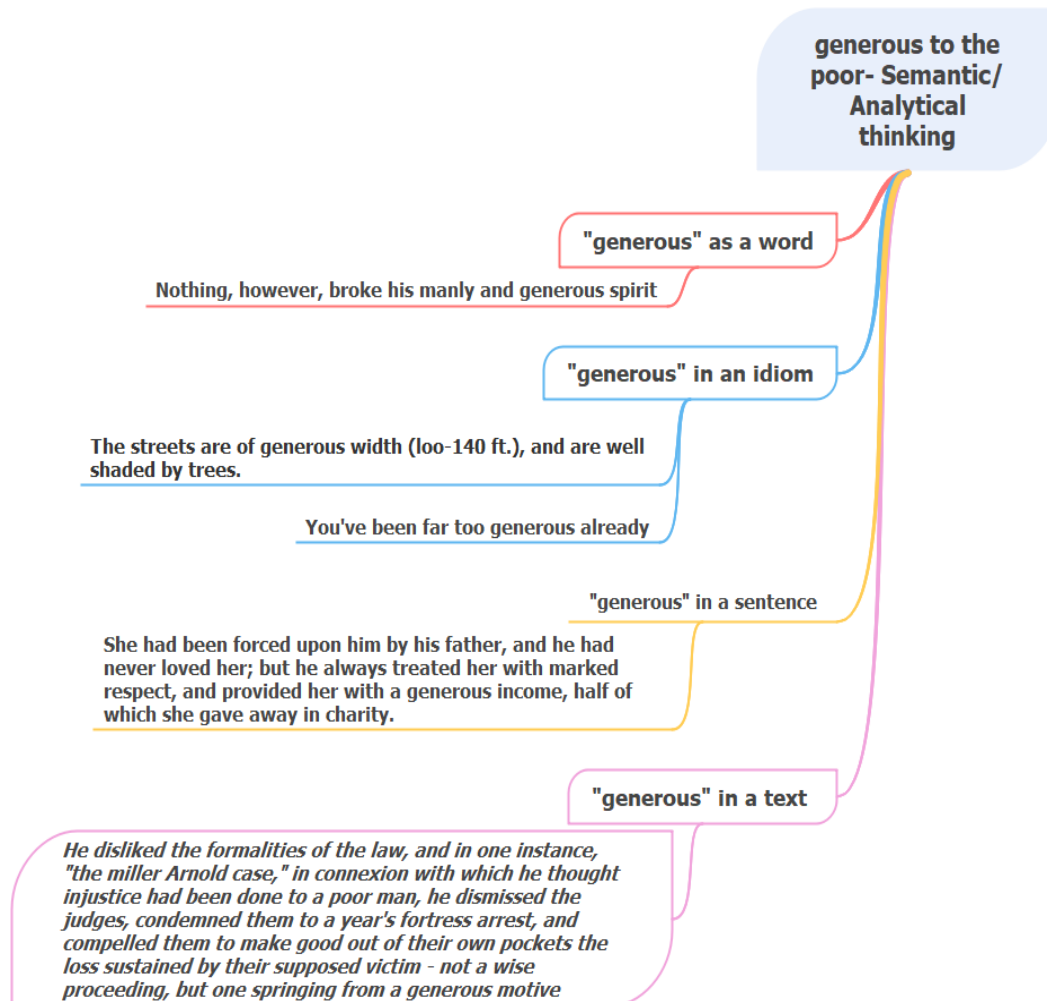 generous to the
poor- Semantic/
Analytical
thinking
"generous" as a word
Nothing, however, broke his manly and generous spirit
"generous" in an idiom
The streets are of generous width (loo-140 ft.), and are well
shaded by trees.
You've been far too generous already
"generous" in a sentence
She had been forced upon him by his father, and he had
never loved her; but he always treated her with marked
respect, and provided her with a generous income, half of
which she gave away in charity.
"generous" in a text
He disliked the formalities of the law, and in one instance,
"the miller Arnold case," in connexion with which he thought
injustice had been done to a poor man, he dismissed the
judges, condemned them to a year's fortress arrest, and
compelled them to make good out of their own pockets the
loss sustained by their supposed victim - not a wise
proceeding, but one springing from a generous motive